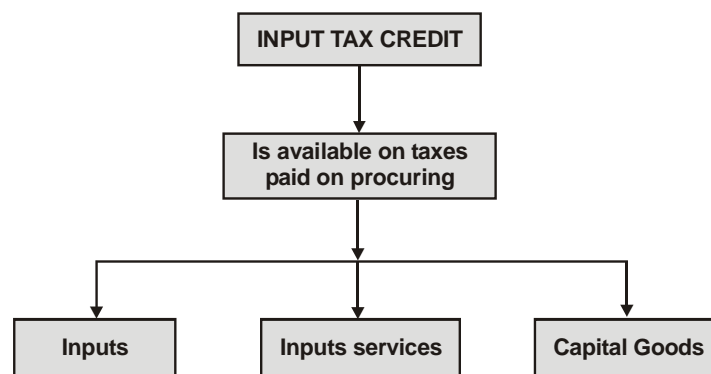 INPUT TAX CREDIT
Is available on taxes
paid on procuring
Inputs
Inputs services
Capital Goods